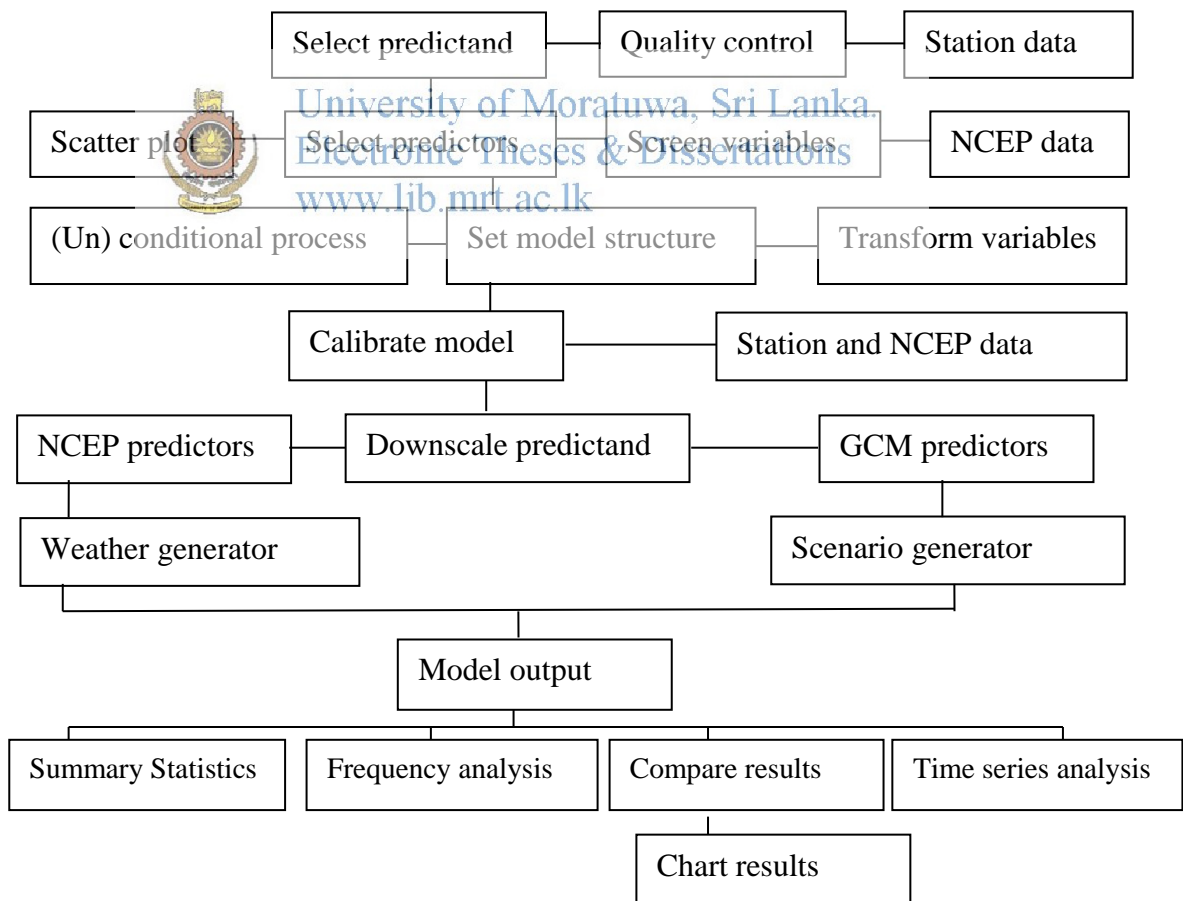 Select predictand
Quality control
Station data
University of Moratuwa, Sri Lanka.
Scatter plot
Select predictors
Screen variables
NCEP data
Electronic Theses & Dissertations
www.lib.mrt.ac.lk
(Un) conditional process
Set model structure
Transform variables
Calibrate model
Station and NCEP data
NCEP predictors
Downscale predictand
GCM predictors
Weather generator
Scenario generator
Model output
Summary Statistics
Frequency analysis
Compare results
Time series analysis
Chart results